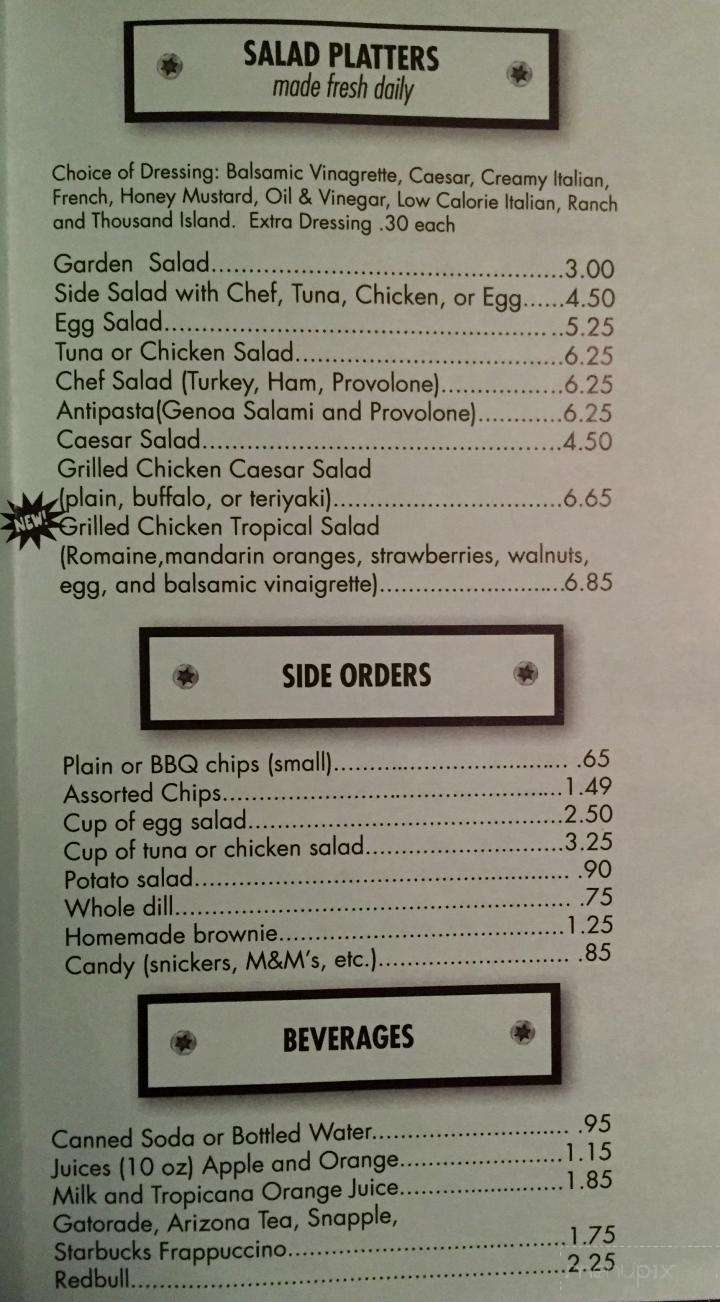 SALAD PLATTERS
made fresh daily
Choice of Dressing: Balsamic Vinagrette, Caesar, Creamy Italian,
French, Honey Mustard, Oil & Vinegar, Low Calorie Italian, Ranch
and Thousand Island. Extra Dressing .30 each
Garden Salad..........................................3.00
Side Salad with Chef, Tuna, Chicken, or Egg......4.50
Egg Salad................................................5.25
Tuna or Chicken Salad................................6.25
Chef Salad (Turkey, Ham, Provolone)..............6.25
Antipasta(Genoa Salami and Provolone)..........6.25
Caesar Salad............................................4.50
Grilled Chicken Caesar Salad
(plain, buffalo, or teriyaki)...........................6.65
NEW! Grilled Chicken Tropical Salad
(Romaine,mandarin oranges, strawberries, walnuts,
egg, and balsamic vinaigrette)......................6.85
SIDE ORDERS
Plain or BBQ chips (small)............................ .65
Assorted Chips.........................................1.49
Cup of egg salad......................................2.50
Cup of tuna or chicken salad.......................3.25
Potato salad............................................ .90
Whole dill............................................... .75
Homemade brownie..................................1.25
Candy (snickers, M&M's, etc.)...................... .85
BEVERAGES
Canned Soda or Bottled Water....................... .95
Juices (10 oz) Apple and Orange..................1.15
Milk and Tropicana Orange Juice..................1.85
Gatorade, Arizona Tea, Snapple,
Starbucks Frappuccino................................1.75
Redbull...................................................2.25
menupix